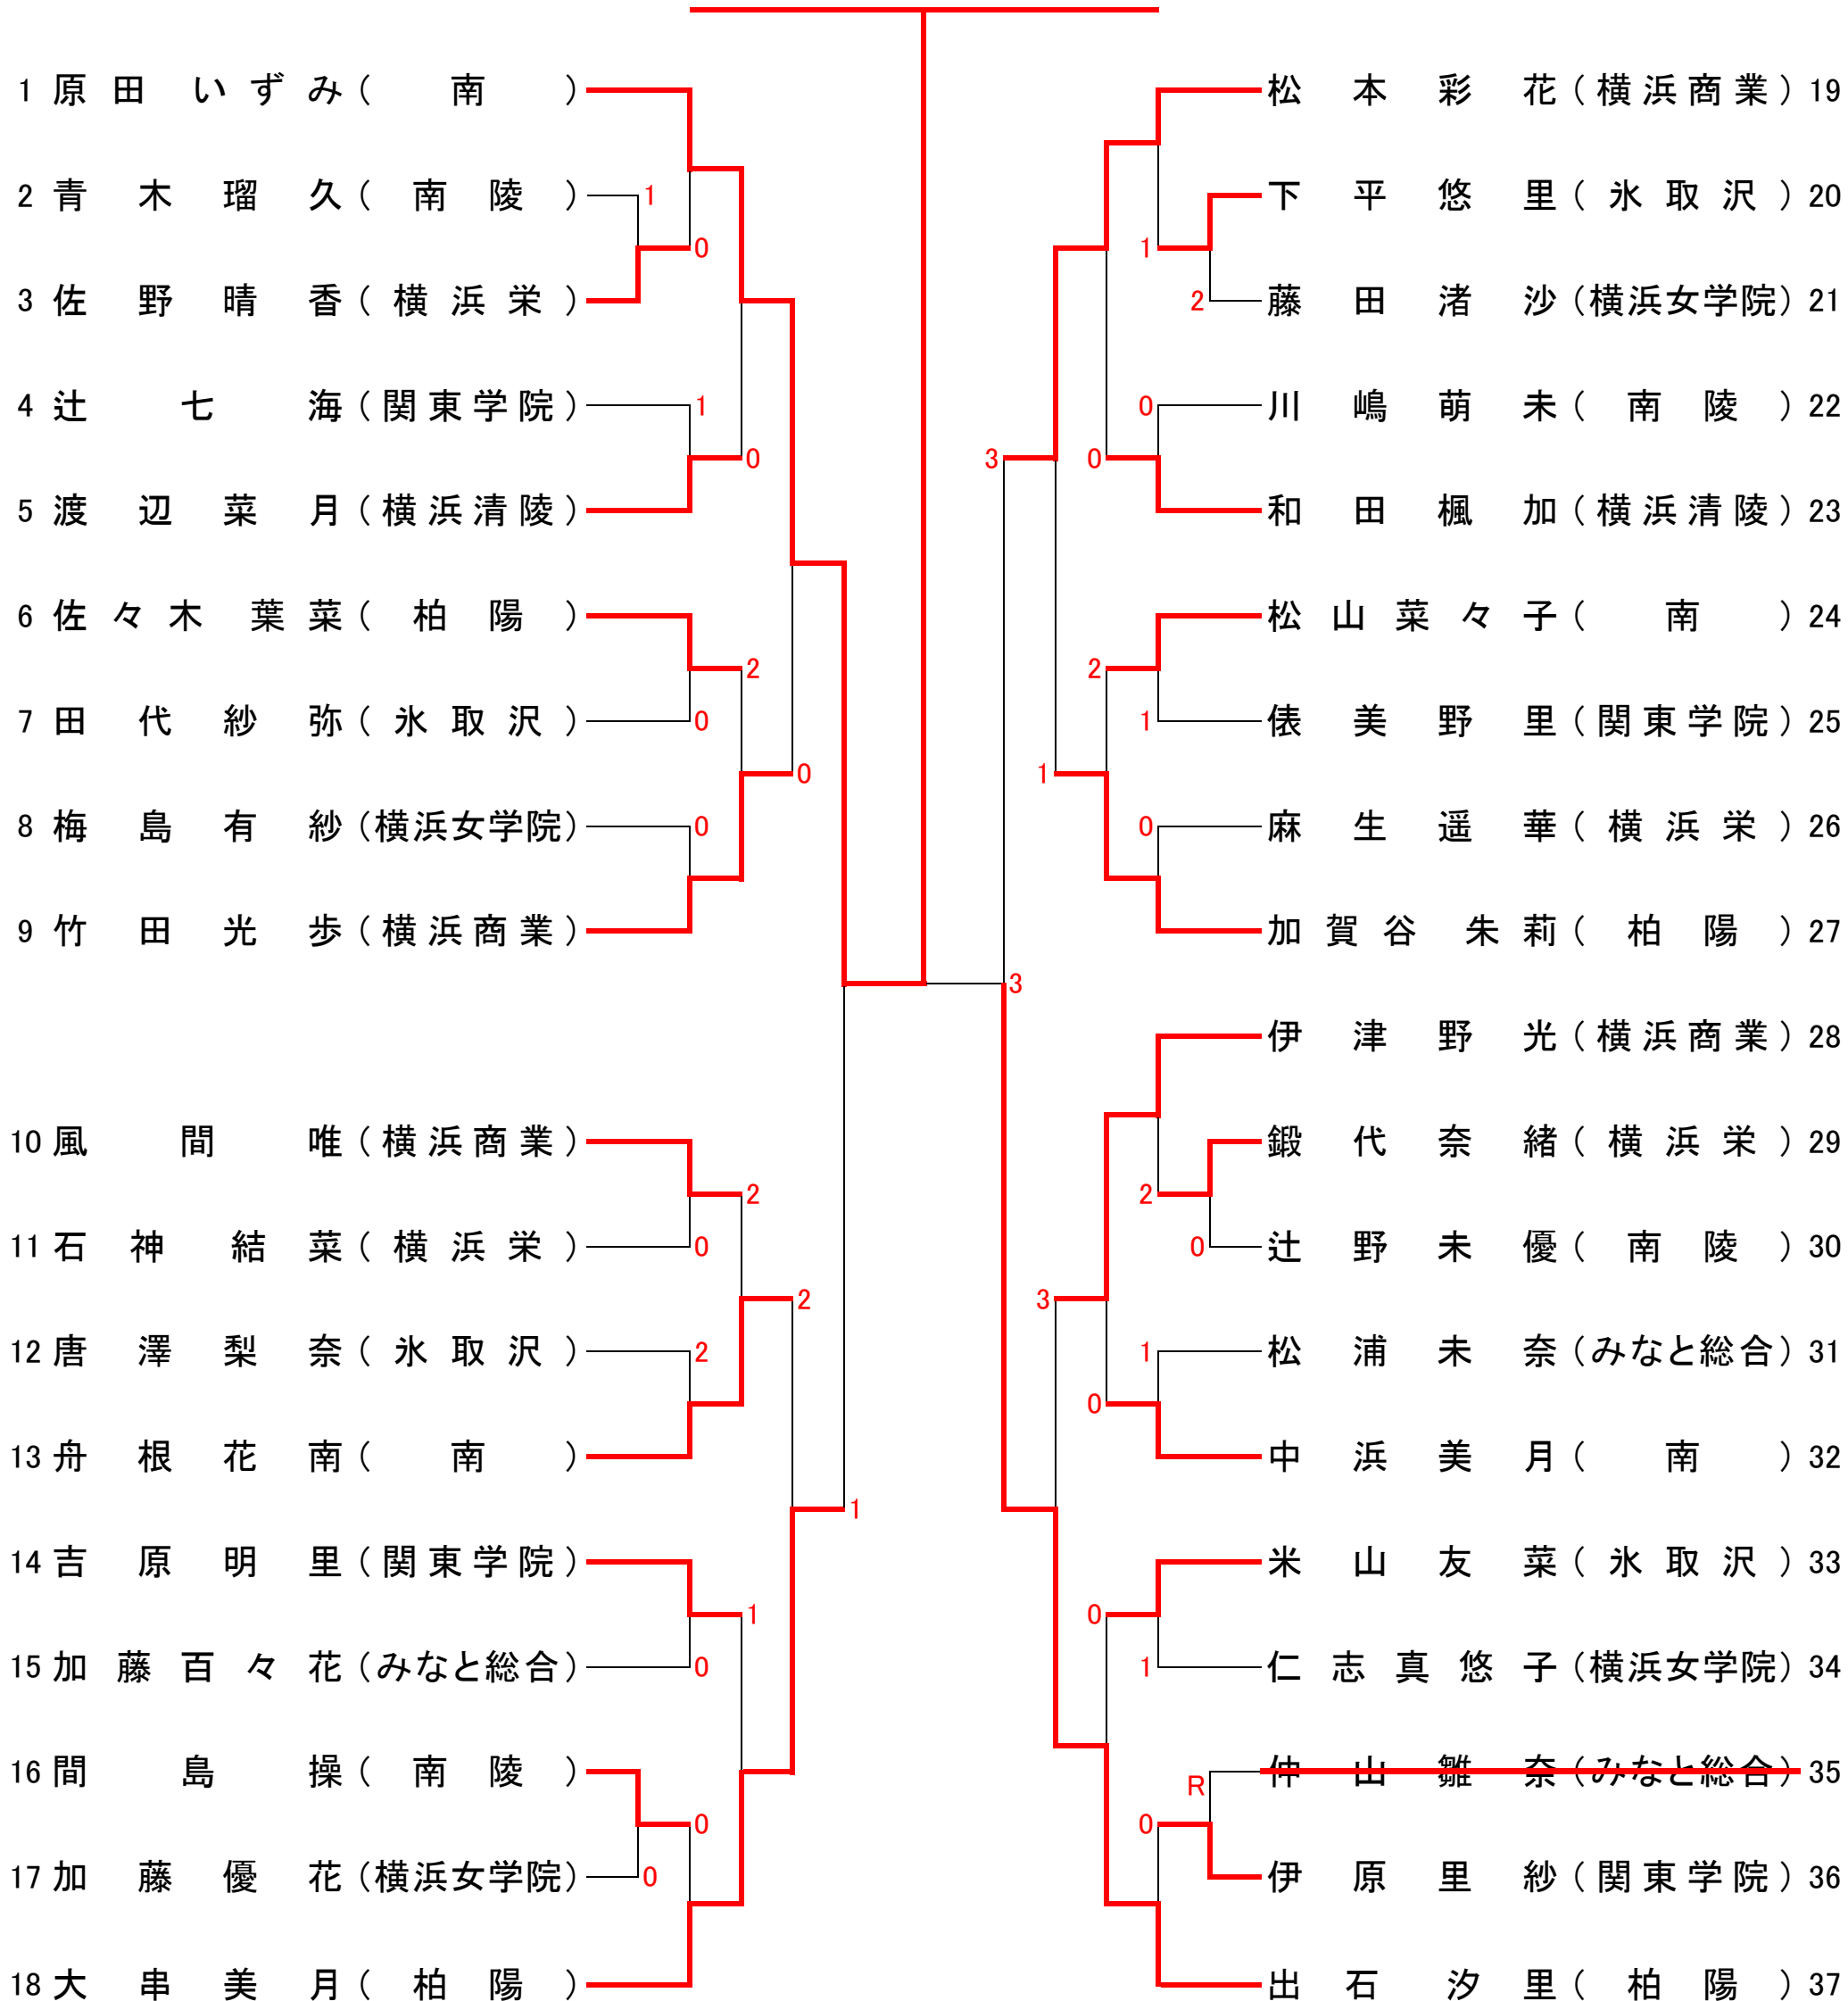 1 原田いずみ(南)
1
2 青木瑠久(南陵)
0
3 佐野晴香(横浜栄)
4 辻七海(関東学院)
1
0
5 渡辺菜月(横浜清陵)
6 佐々木葉菜(柏陽)
2
7 田代紗弥(氷取沢)
0
0
8 梅島有紗(横浜女学院)
0
9 竹田光歩(横浜商業)
10 風間唯(横浜商業)
2
11 石神結菜(横浜栄)
0
2
12 唐澤梨奈(氷取沢)
2
13 舟根花南(南)
1
14 吉原明里(関東学院)
1
15 加藤百々花(みなと総合)
0
16 間島操(南陵)
0
17 加藤優花(横浜女学院)
0
18 大串美月(柏陽)
松本彩花(横浜商業)19
下平悠里(氷取沢)20
1
2
藤田渚沙(横浜女学院)21
0
川嶋萌未(南陵)22
3
0
和田楓加(横浜清陵)23
松山菜々子(南)24
2
1
俵美野里(関東学院)25
1
0
麻生遥華(横浜栄)26
加賀谷朱莉(柏陽)27
3
伊津野光(横浜商業)28
鍛代奈緒(横浜栄)29
2
0
辻野未優(南陵)30
3
1
松浦未奈(みなと総合)31
0
中浜美月(南)32
米山友菜(氷取沢)33
0
1
仁志真悠子(横浜女学院)34
R
仲山雛奈(みなと総合)35
0
伊原里紗(関東学院)36
出石汐里(柏陽)37